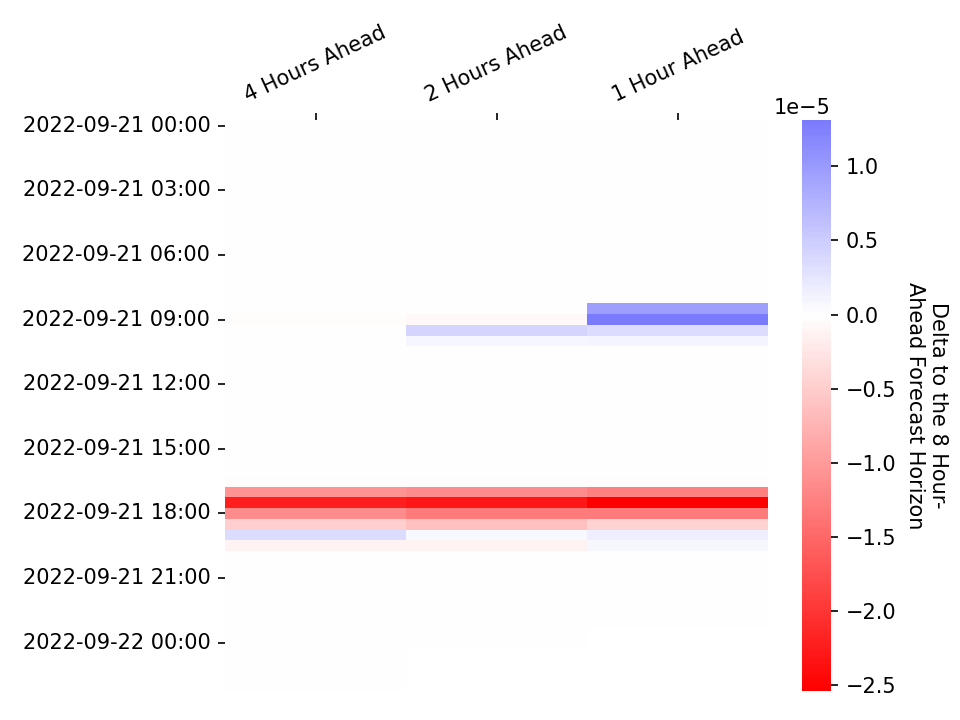 4 Hours Ahead
2 Hours Ahead
1 Hour Ahead
1e−5
2022-09-21 00:00
2022-09-21 03:00
2022-09-21 06:00
2022-09-21 09:00
2022-09-21 12:00
2022-09-21 15:00
2022-09-21 18:00
2022-09-21 21:00
2022-09-22 00:00
1.0
0.5
0.0
−0.5
−1.0
−1.5
−2.0
−2.5
Delta to the 8 Hour-
Ahead Forecast Horizon